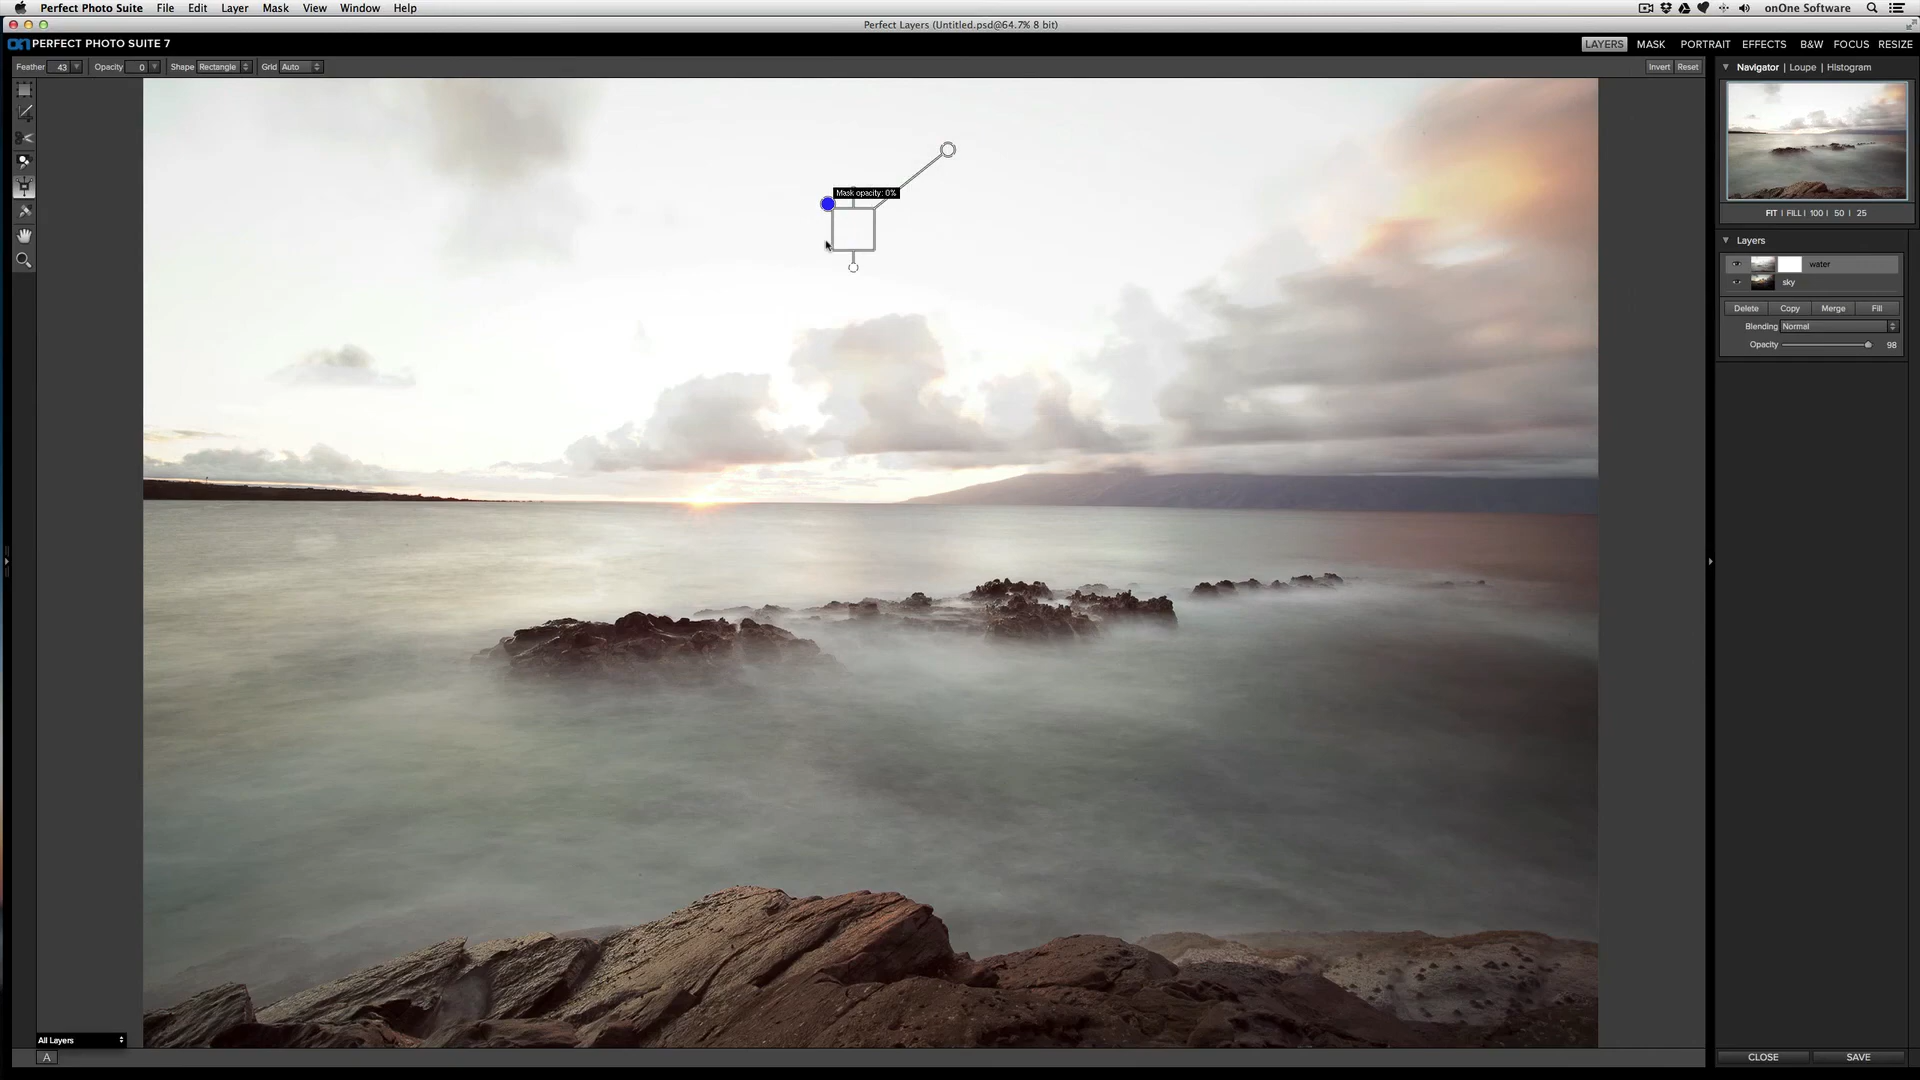 Perfect Photo Suite File Edit Layer Mask View Window Help onOne Software
Perfect Layers (Untitled.psd@64.7% 8 bit)
on PERFECT PHOTO SUITE 7 LAYERS MASK PORTRAIT EFFECTS B&W FOCUS RESIZE
Feather 43 Opacity 0 Shape Rectangle Grid Auto Invert Reset
Navigator | Loupe | Histogram
Mask opacity: 0%
FIT | FILL | 100 | 50 | 25
Layers
water
sky
Delete Copy Merge Fill
Blending Normal
Opacity 98
All Layers
A
CLOSE SAVE